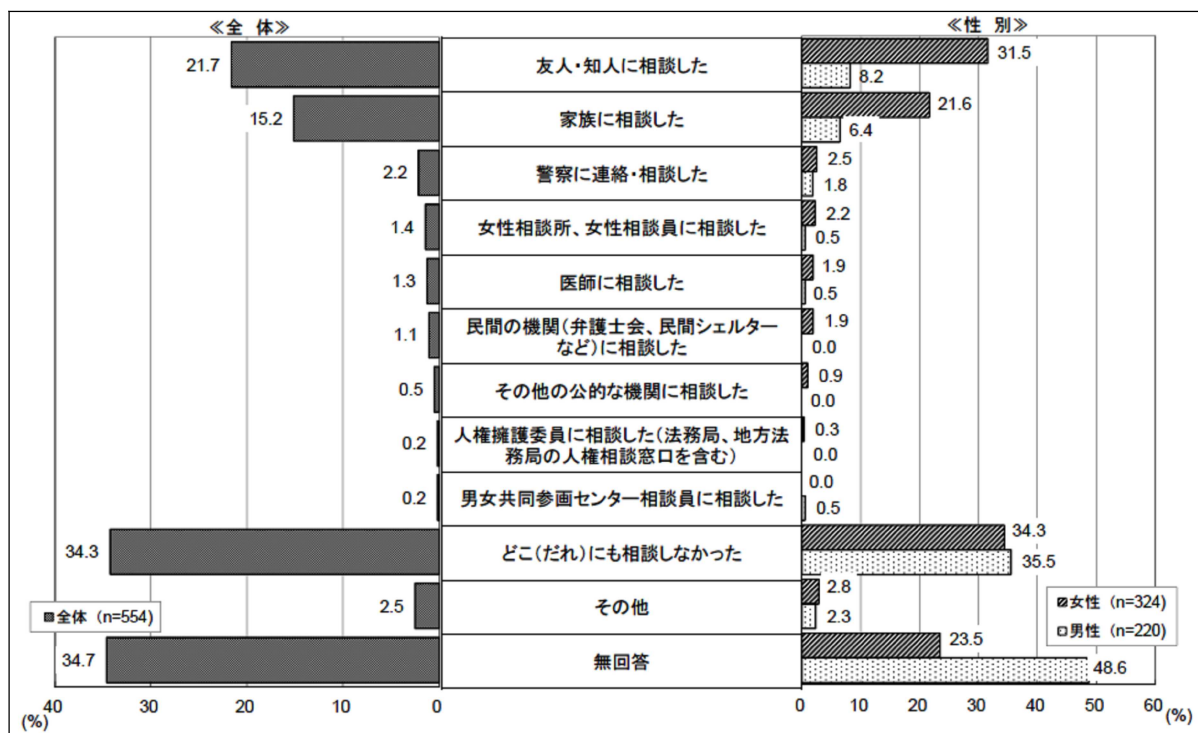 ≪全 体≫
≪性 別≫
21.7
友人・知人に相談した
31.5
8.2
15.2
家族に相談した
21.6
6.4
2.2
警察に連絡・相談した
2.5
1.8
1.4
女性相談所、女性相談員に相談した
2.2
0.5
1.3
医師に相談した
1.9
0.5
1.1
民間の機関(弁護士会、民間シェルター
など)に相談した
1.9
0.0
0.5
その他の公的な機関に相談した
0.9
0.0
0.2
人権擁護委員に相談した(法務局、地方法
務局の人権相談窓口を含む)
0.3
0.0
0.2
男女共同参画センター相談員に相談した
0.0
0.5
34.3
どこ(だれ)にも相談しなかった
34.3
35.5
全体 (n=554)
2.5
その他
2.8
2.3
女性 (n=324)
男性 (n=220)
34.7
無回答
23.5
48.6
40 30 20 10 0
(%)
0 10 20 30 40 50 60
(%)